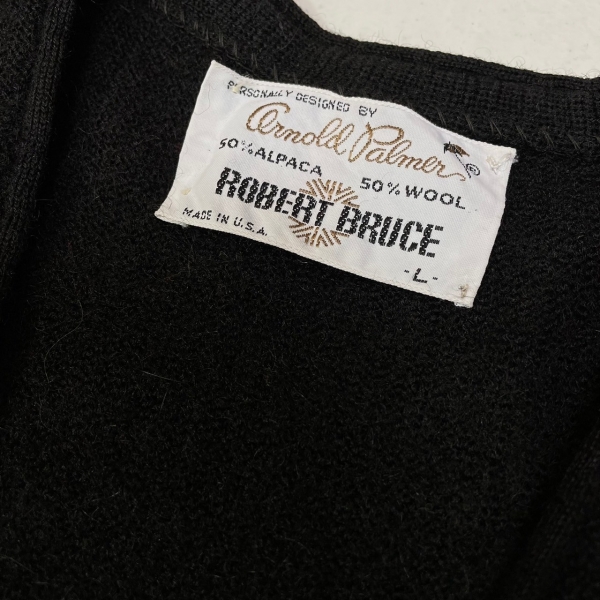 PERSONALLY DESIGNED BY
Arnold Palmer ®
50% ALPACA 50% WOOL
ROBERT BRUCE
MADE IN U.S.A. -L-